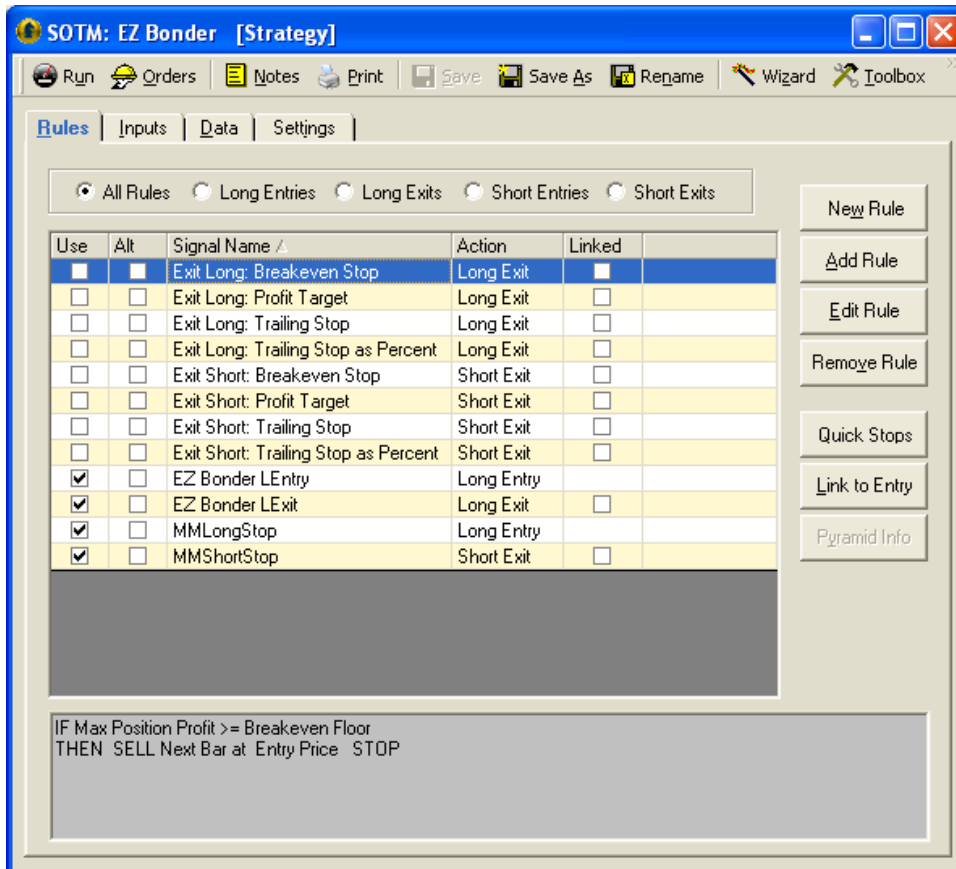 SOTM: EZ Bonder [Strategy]
Run Orders Notes Print Save Save As Rename Wizard Toolbox
Rules Inputs Data Settings
All Rules Long Entries Long Exits Short Entries Short Exits
New Rule
Add Rule
Edit Rule
Remove Rule
Quick Stops
Link to Entry
Pyramid Info
Use Alt Signal Name Action Linked
Exit Long: Breakeven Stop Long Exit
Exit Long: Profit Target Long Exit
Exit Long: Trailing Stop Long Exit
Exit Long: Trailing Stop as Percent Long Exit
Exit Short: Breakeven Stop Short Exit
Exit Short: Profit Target Short Exit
Exit Short: Trailing Stop Short Exit
Exit Short: Trailing Stop as Percent Short Exit
EZ Bonder LEntry Long Entry
EZ Bonder LExit Long Exit
MMLongStop Long Entry
MMShortStop Short Exit
IF Max Position Profit >= Breakeven Floor
THEN SELL Next Bar at Entry Price STOP